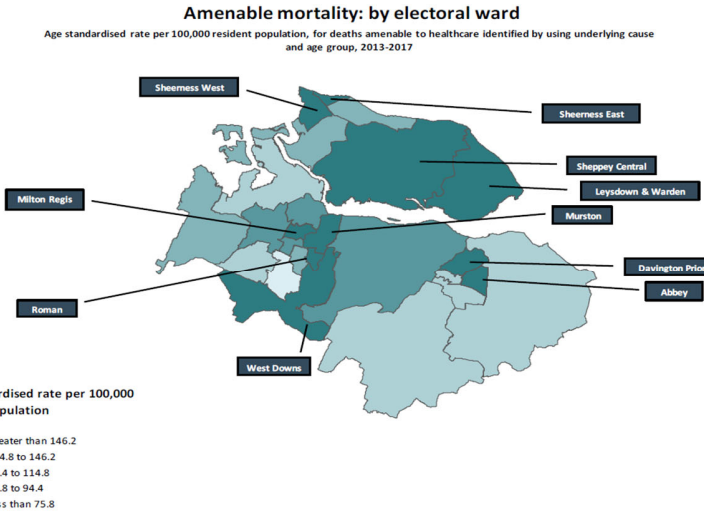 Amenable mortality: by electoral ward
Age standardised rate per 100,000 resident population, for deaths amenable to healthcare identified by using underlying cause
and age group, 2013-2017
Sheerness West
Sheerness East
Sheppey Central
Leysdown & Warden
Milton Regis
Murston
Davington Prior
Abbey
Roman
West Downs
rdised rate per 100,000
pulation
eater than 146.2
4.8 to 146.2
.4 to 114.8
.8 to 94.4
ss than 75.8